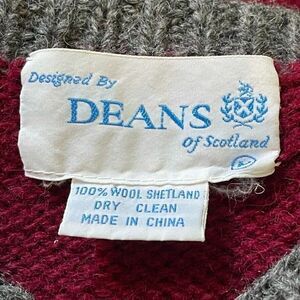 Designed By
DEANS
of Scotland
100% WOOL SHETLAND
DRY CLEAN
MADE IN CHINA